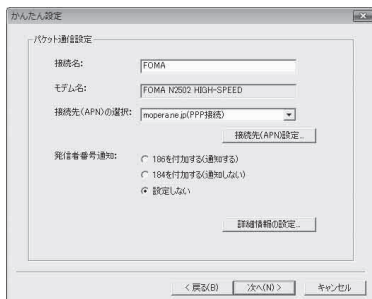 かんたん設定
パケット通信設定
接続名: FOMA
モデム名: FOMA N2502 HIGH-SPEED
接続先(APN)の選択: mopera.ne.jp(PPP接続)
接続先(APN)設定...
発信者番号通知: 186を付加する(通知する)
184を付加する(通知しない)
設定しない
詳細情報の設定...
< 戻る(B) 次へ(N) > キャンセル